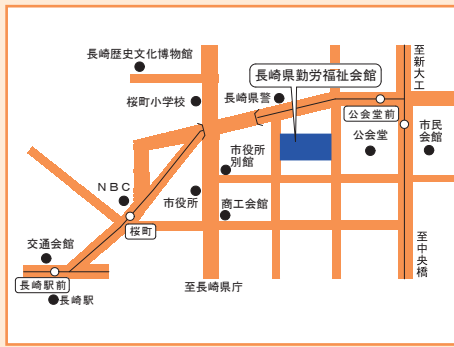 長崎歴史文化博物館
至新大工
長崎県勤労福祉会館
桜町小学校
長崎県警
公会堂前
公会堂
市民
会館
市役所
別館
NBC
市役所
商工会館
桜町
交通会館
至中央橋
長崎駅前
至長崎県庁
長崎駅